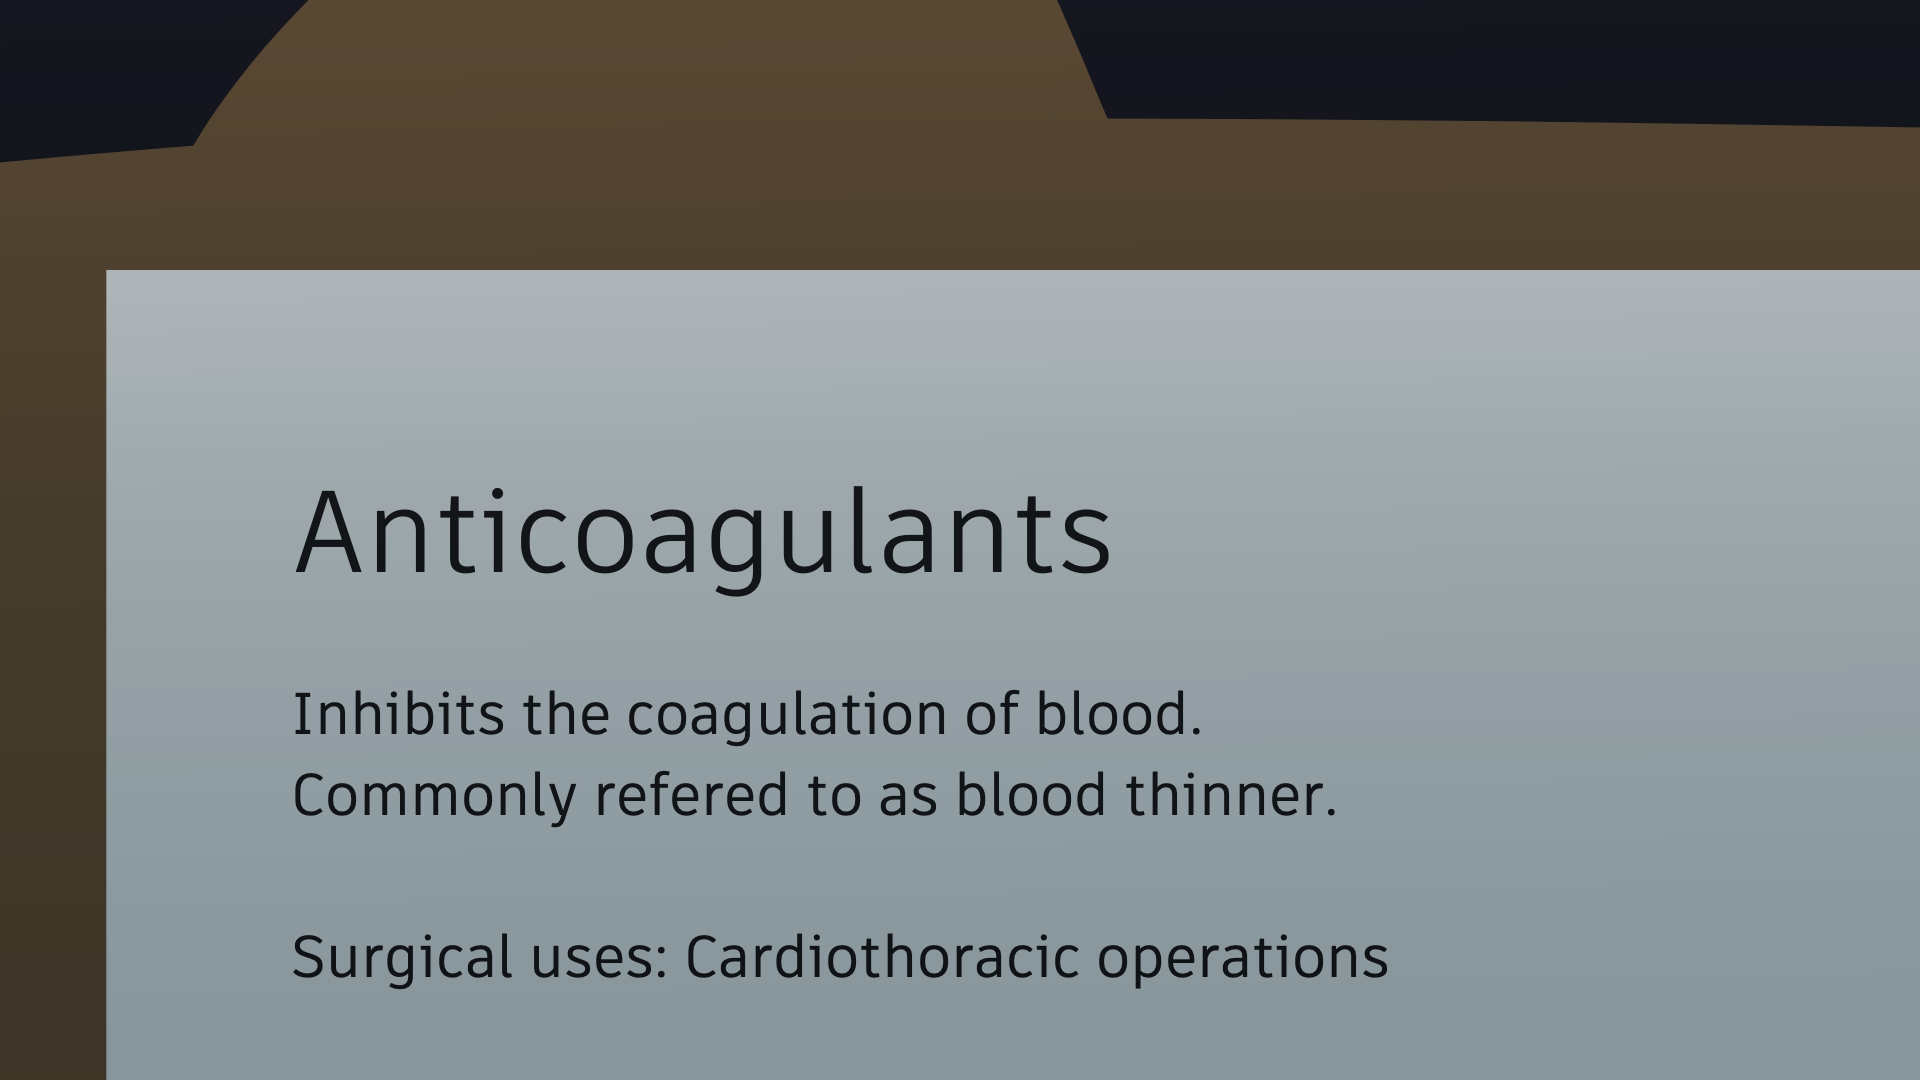 Anticoagulants
Inhibits the coagulation of blood.
Commonly refered to as blood thinner.
Surgical uses: Cardiothoracic operations